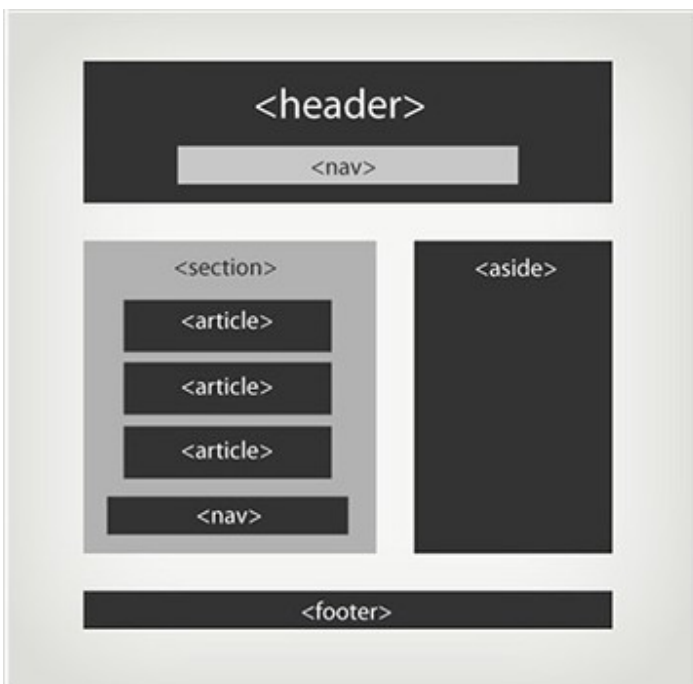 <header>
<nav>
<section>
<article>
<article>
<article>
<nav>
<aside>
<footer>